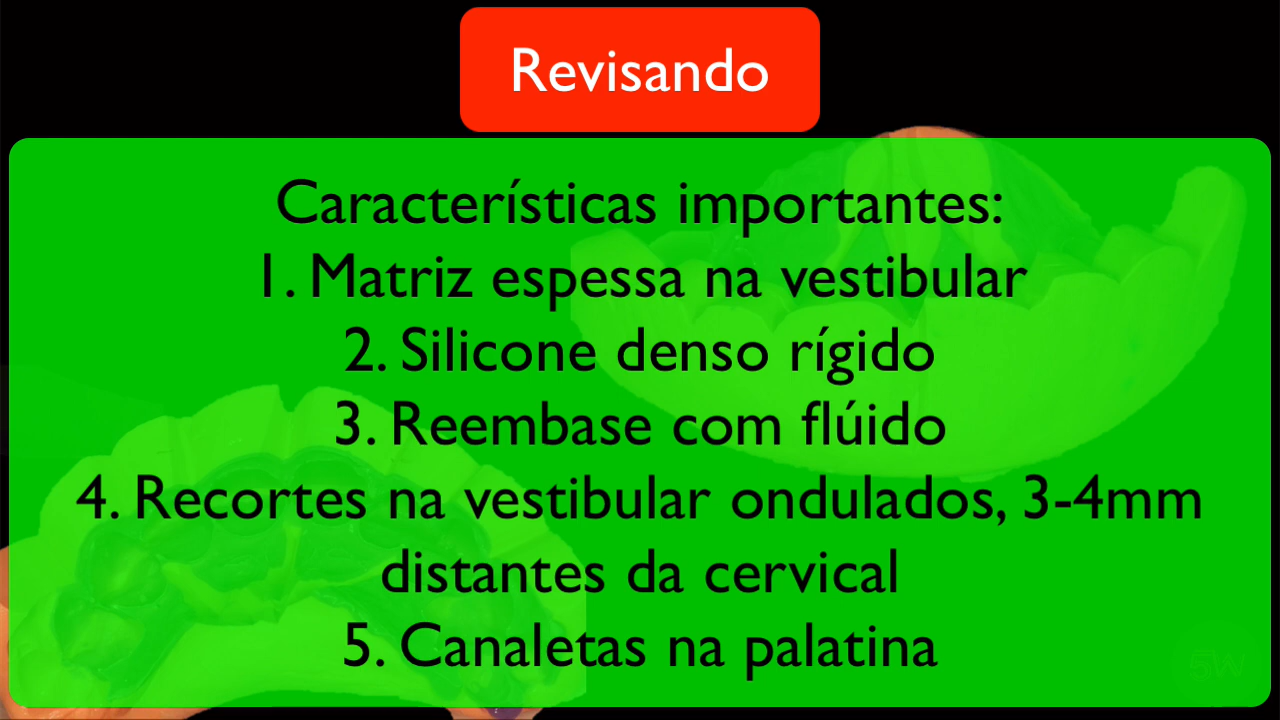 Revisando
Características importantes:
1. Matriz espessa na vestibular
2. Silicone denso rígido
3. Reembase com flúido
4. Recortes na vestibular ondulados, 3-4mm
distantes da cervical
5. Canaletas na palatina
5W